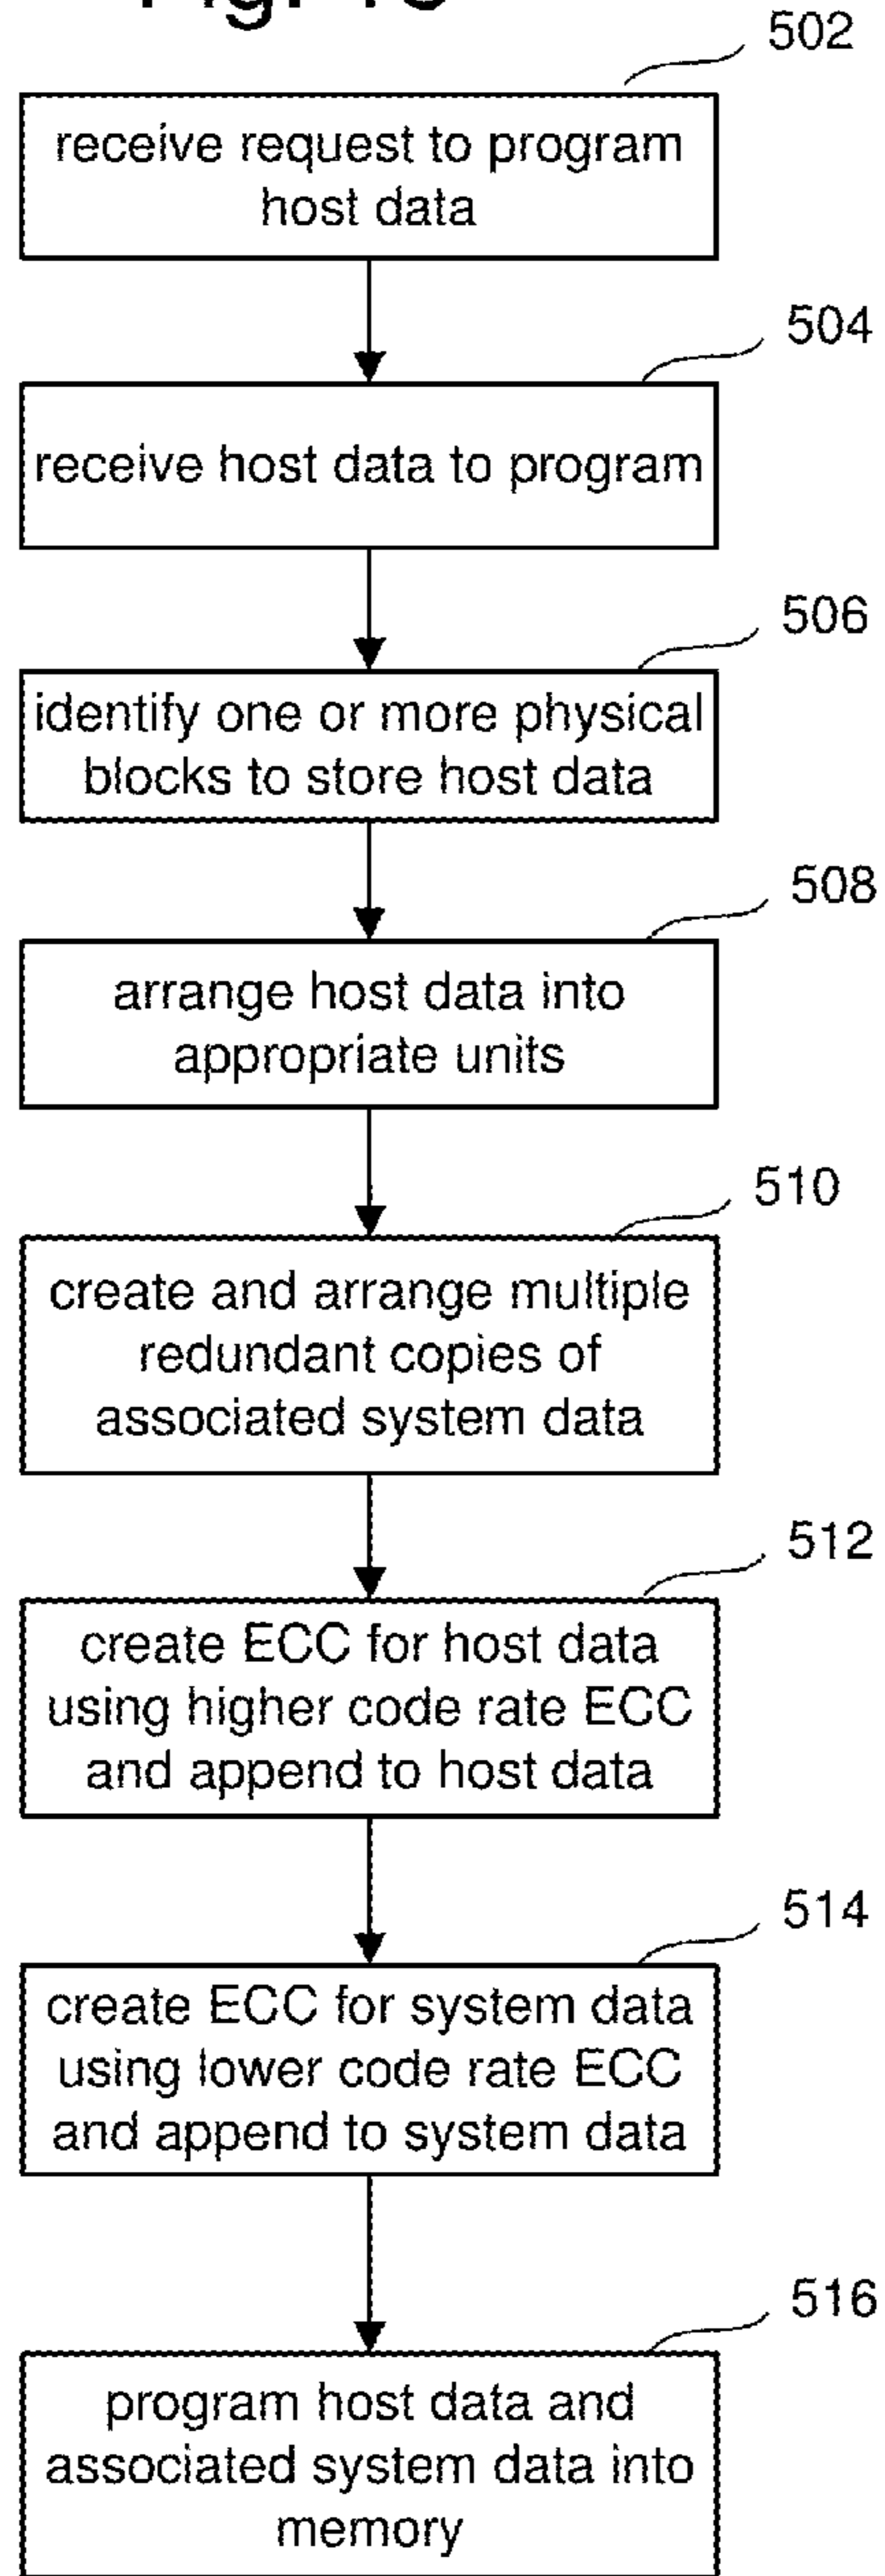 502
receive request to program
host data
504
receive host data to program
506
identify one or more physical
blocks to store host data
508
arrange host data into
appropriate units
510
create and arrange multiple
redundant copies of
associated system data
512
create ECC for host data
using higher code rate ECC
and append to host data
514
create ECC for system data
using lower code rate ECC
and append to system data
516
program host data and
associated system data into
memory